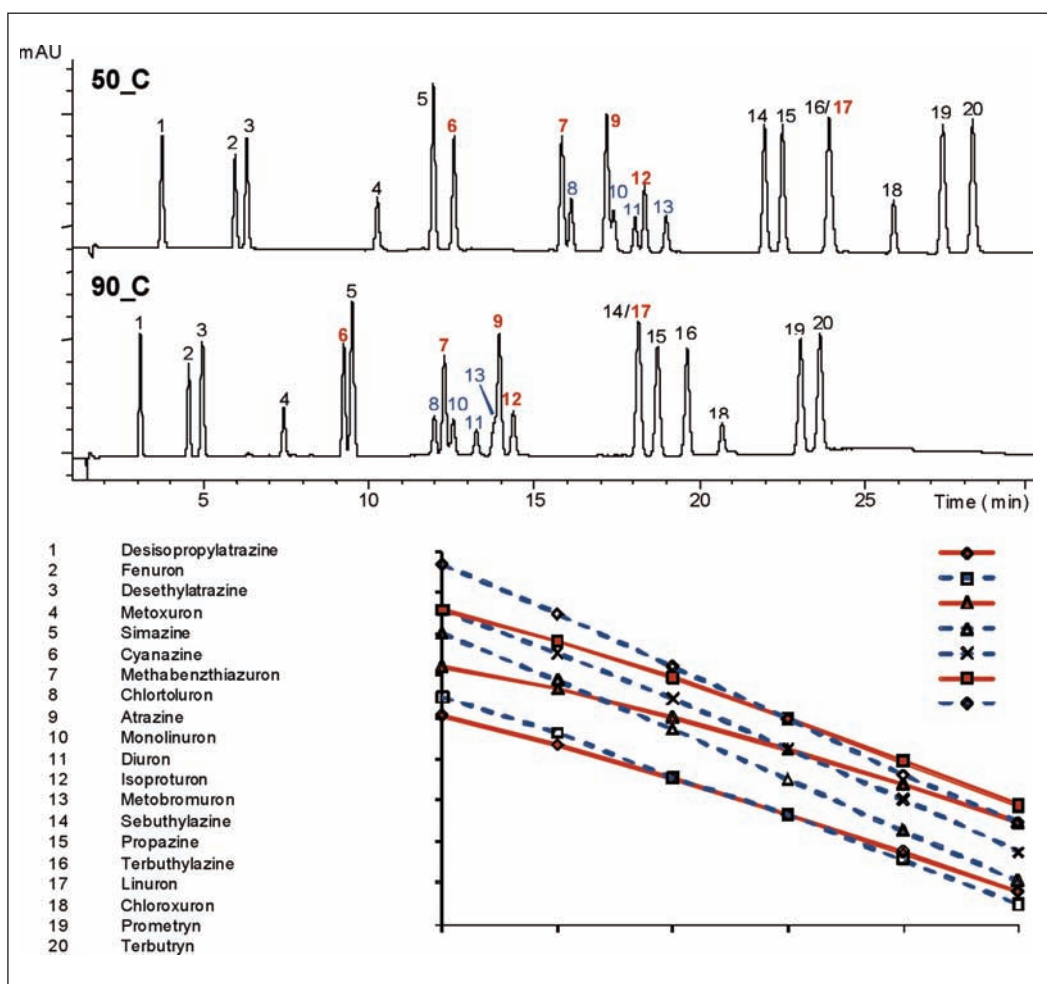 mAU
50_C
1
2
3
4
5
6
7
8
9
10
11
12
13
14
15
16/17
18
19
20
90_C
1
2
3
4
5
6
7
8
9
10
11
12
13
14/17
15
16
18
19
20
5
10
15
20
25
Time ( min)
1 Desisopropylatrazine
2 Fenuron
3 Desethylatrazine
4 Metoxuron
5 Simazine
6 Cyanazine
7 Methabenzthiazuron
8 Chlortoluron
9 Atrazine
10 Monolinuron
11 Diuron
12 Isoproturon
13 Metobromuron
14 Sebuthylazine
15 Propazine
16 Terbuthylazine
17 Linuron
18 Chloroxuron
19 Prometryn
20 Terbutryn